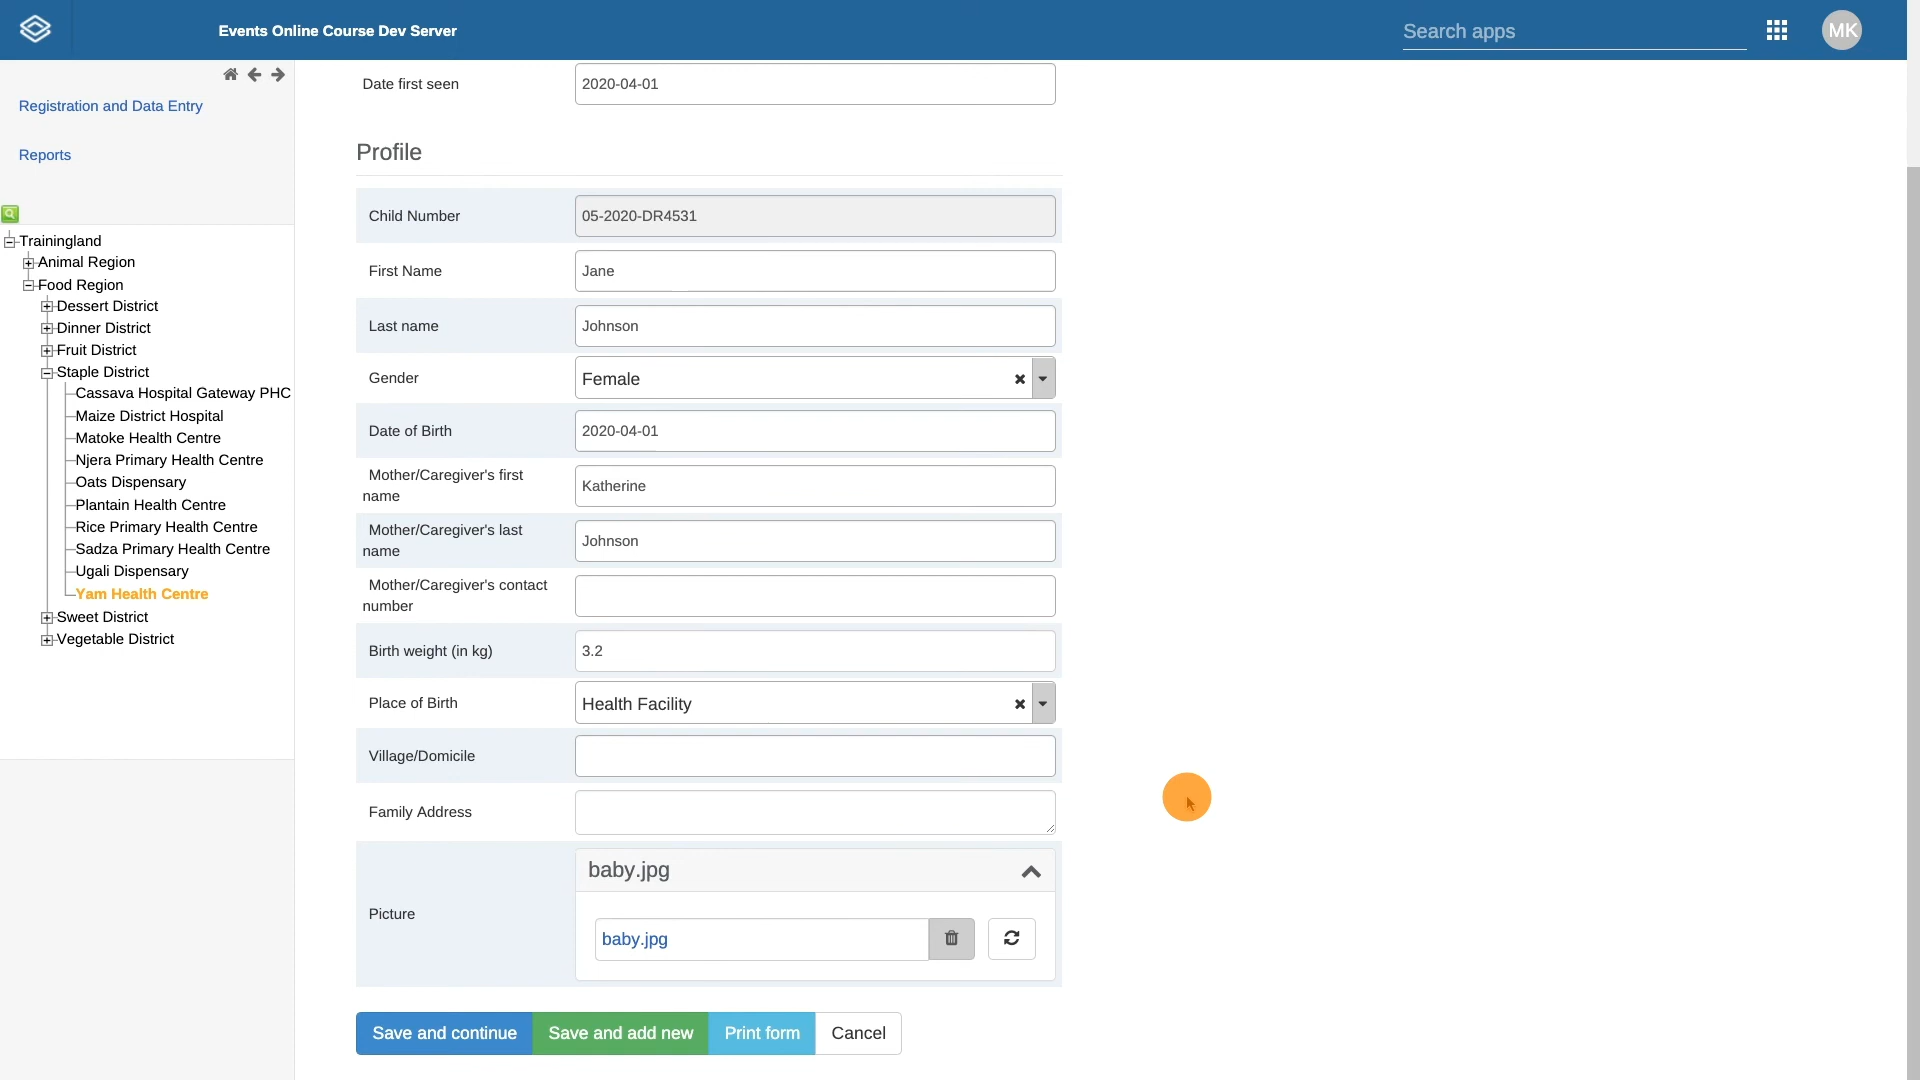 Events Online Course Dev Server
Search apps
MK
Registration and Data Entry
Reports
Trainingland
Animal Region
Food Region
Dessert District
Dinner District
Fruit District
Staple District
Cassava Hospital Gateway PHC
Maize District Hospital
Matoke Health Centre
Njera Primary Health Centre
Oats Dispensary
Plantain Health Centre
Rice Primary Health Centre
Sadza Primary Health Centre
Ugali Dispensary
Yam Health Centre
Sweet District
Vegetable District
Date first seen 2020-04-01
Profile
Child Number 05-2020-DR4531
First Name Jane
Last name Johnson
Gender Female
Date of Birth 2020-04-01
Mother/Caregiver's first
name
Katherine
Mother/Caregiver's last
name
Johnson
Mother/Caregiver's contact
number
Birth weight (in kg) 3.2
Place of Birth Health Facility
Village/Domicile
Family Address
Picture
baby.jpg
baby.jpg
Save and continue Save and add new Print form Cancel